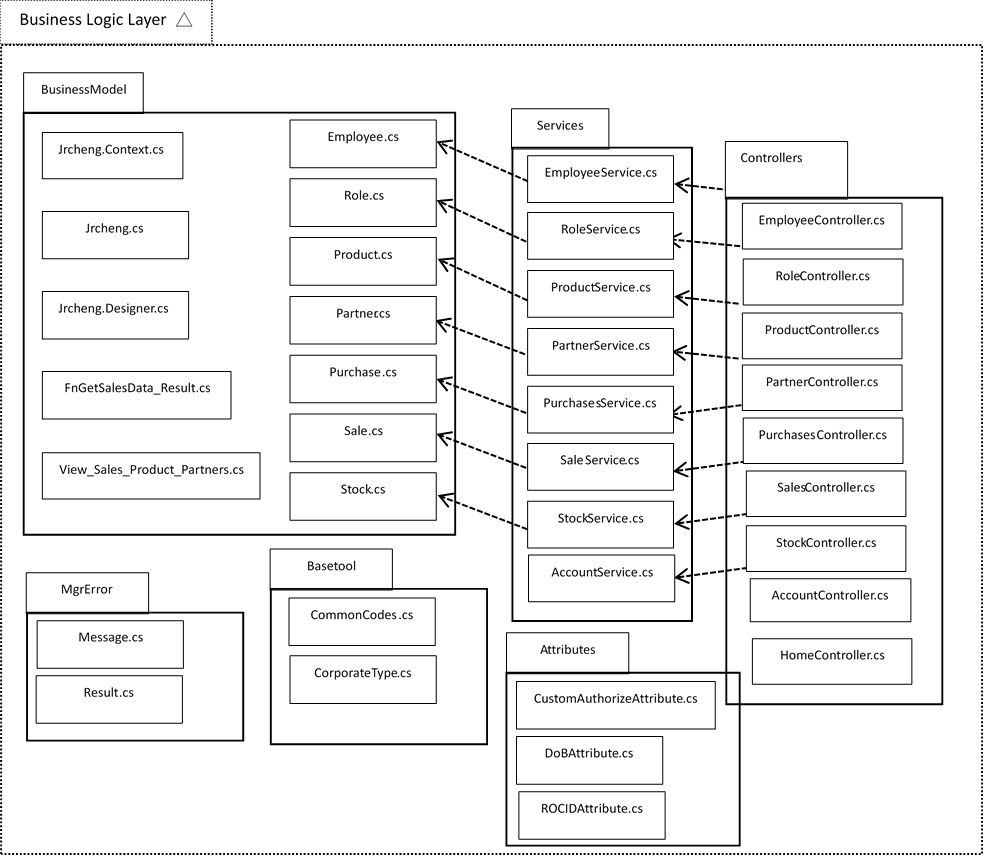 Business Logic Layer △
BusinessModel
Jrcheng.Context.cs
Jrcheng.cs
Jrcheng.Designer.cs
FnGetSalesData_Result.cs
View_Sales_Product_Partners.cs
Employee.cs
Role.cs
Product.cs
Partner.cs
Purchase.cs
Sale.cs
Stock.cs
Services
EmployeeService.cs
RoleService.cs
ProductService.cs
PartnerService.cs
PurchasesService.cs
SaleService.cs
StockService.cs
AccountService.cs
Controllers
EmployeeController.cs
RoleController.cs
ProductController.cs
PartnerController.cs
PurchasesController.cs
SalesController.cs
StockController.cs
AccountController.cs
HomeController.cs
MgrError
Message.cs
Result.cs
Basetool
CommonCodes.cs
CorporateType.cs
Attributes
CustomAuthorizeAttribute.cs
DoBAttribute.cs
ROCIDAttribute.cs